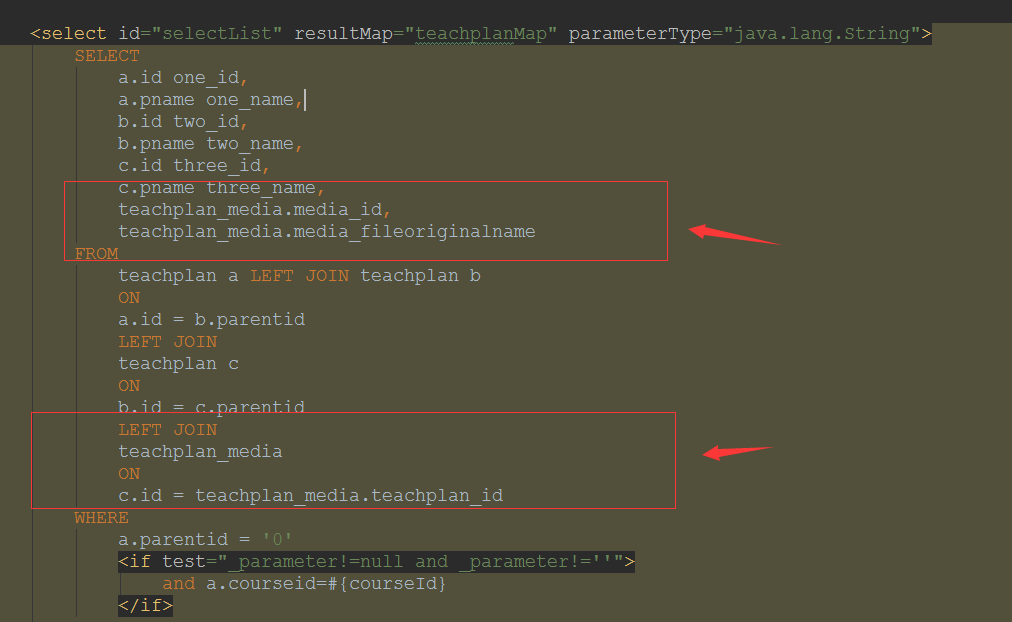 <select id="selectList" resultMap="teachplanMap" parameterType="java.lang.String">
SELECT
a.id one_id,
a.pname one_name,
b.id two_id,
b.pname two_name,
c.id three_id,
c.pname three_name,
teachplan_media.media_id,
teachplan_media.media_fileoriginalname
FROM
teachplan a LEFT JOIN teachplan b
ON
a.id = b.parentid
LEFT JOIN
teachplan c
ON
b.id = c.parentid
LEFT JOIN
teachplan_media
ON
c.id = teachplan_media.teachplan_id
WHERE
a.parentid = '0'
<if test="_parameter!=null and _parameter!=''">
and a.courseid=#{courseId}
</if>